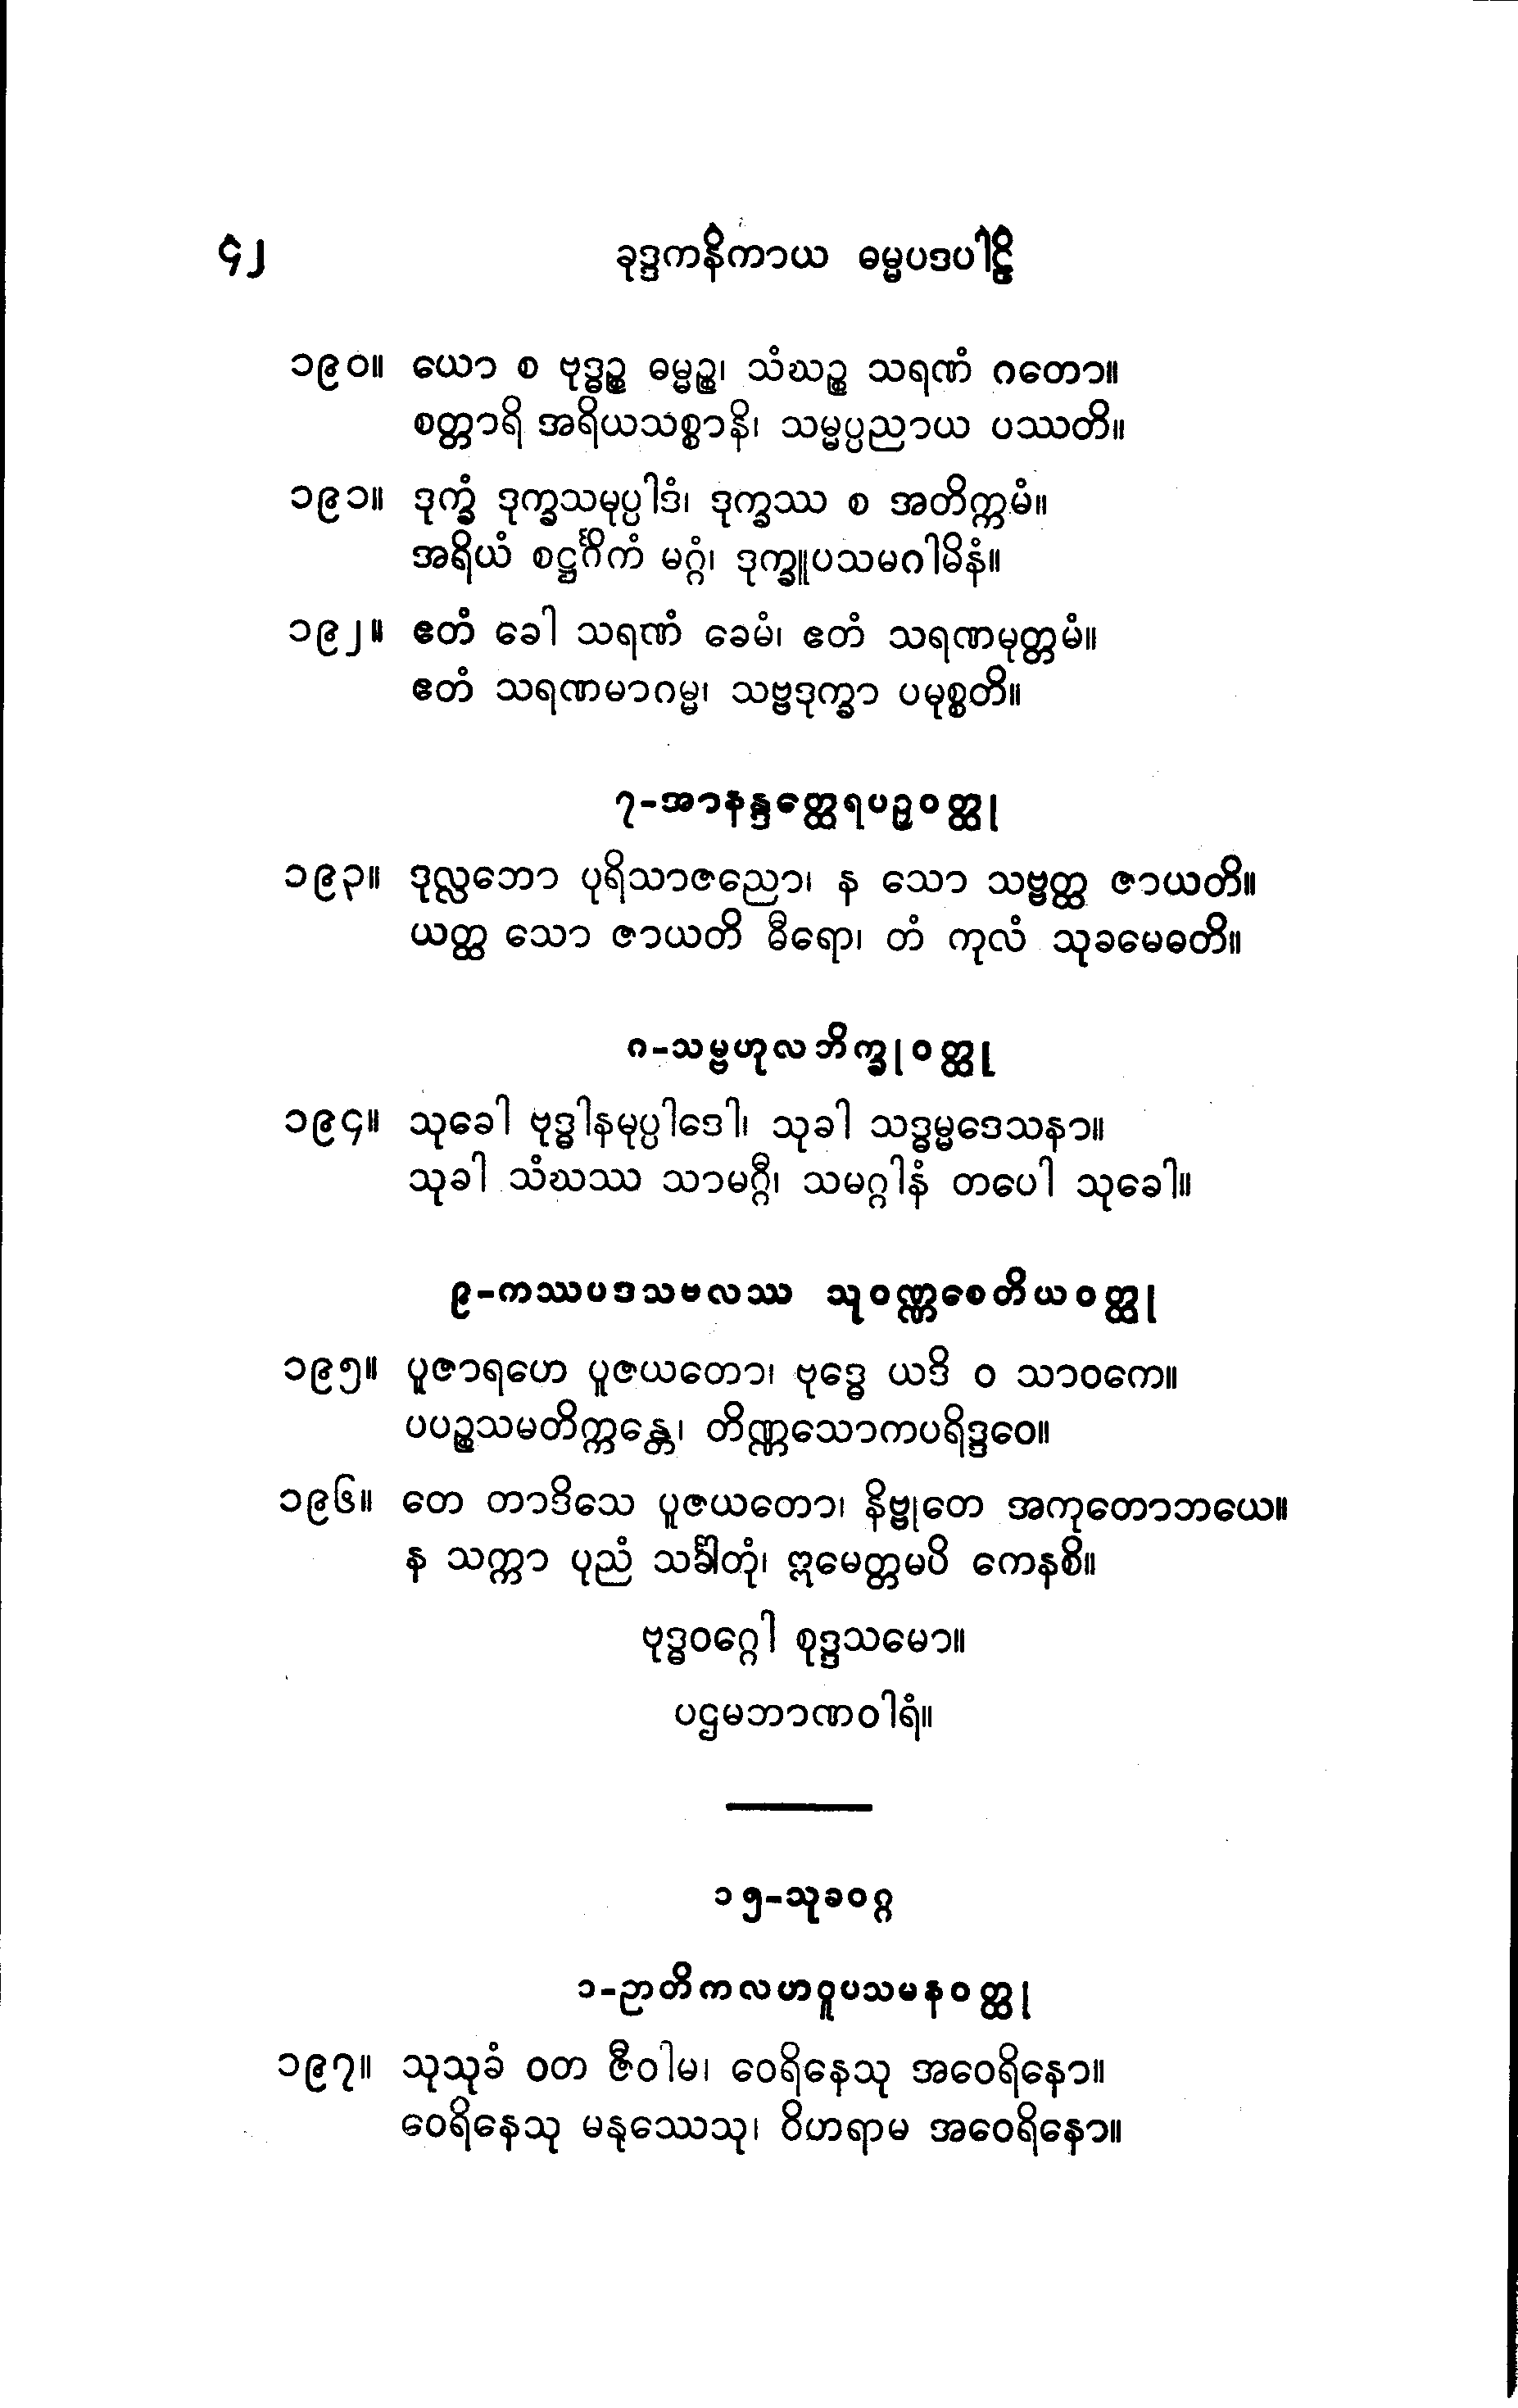 ၄၂ ခုဒ္ဒကနိကာယ ဓမ္မပဒပါဠိ
၁၉၀။ ယော စ ဗုဒ္ဓဉ္စ ဓမ္မဉ္စ၊ သံဃဉ္စ သရဏံ ဂတော။
စတ္တာရိ အရိယသစ္စာနိ၊ သမ္မပ္ပညာယ ပဿတိ။
၁၉၁။ ဒုက္ခံ ဒုက္ခသမုပ္ပါဒံ၊ ဒုက္ခဿ စ အတိက္ကမံ။
အရိယံ စဋ္ဌင်္ဂိကံ မဂ္ဂံ၊ ဒုက္ခူပသမဂါမိနံ။
၁၉၂။ ဧတံ ခေါ သရဏံ ခေမံ၊ ဧတံ သရဏမုတ္တမံ။
ဧတံ သရဏမာဂမ္မ၊ သဗ္ဗဒုက္ခာ ပမုစ္စတိ။
၇-အာနန္ဒတ္ထေရပဥှဝတ္ထု
၁၉၃။ ဒုလ္လဘော ပုရိသာဇညော၊ န သော သဗ္ဗတ္ထ ဇာယတိ။
ယတ္ထ သော ဇာယတိ ဓီရော၊ တံ ကုလံ သုခမေဓတိ။
၈-သမ္ဗဟုလဘိက္ခုဝတ္ထု
၁၉၄။ သုခေါ ဗုဒ္ဓါနမုပ္ပါဒေါ၊ သုခါ သဒ္ဓမ္မဒေသနာ။
သုခါ သံဃဿ သာမဂ္ဂီ၊ သမဂ္ဂါနံ တပေါ သုခေါ။
၉-ကဿပဒသဗလဿ သုဝဏ္ဏစေတိယဝတ္ထု
၁၉၅။ ပူဇာရဟေ ပူဇယတော၊ ဗုဒ္ဓေ ယဒိ ဝ သာဝကေ။
ပပဉ္စသမတိက္ကန္တေ၊ တိဏ္ဏသောကပရိဒ္ဒဝေ။
၁၉၆။ တေ တာဒိသေ ပူဇယတော၊ နိဗ္ဗုတေ အကုတောဘယေ။
န သက္ကာ ပုညံ သင်္ခါတုံ၊ ဣမေတ္တမပိ ကေနစိ။
ဗုဒ္ဓဝဂ္ဂေါ စုဒ္ဒသမော။
ပဌမဘာဏဝါရံ။
၁၅-သုခဝဂ္ဂ
၁-ဉာတိကလဟဝူပသမနဝတ္ထု
၁၉၇။ သုသုခံ ဝတ ဇီဝါမ၊ ဝေရိနေသု အဝေရိနော။
ဝေရိနေသု မနုဿေသု၊ ဝိဟရာမ အဝေရိနော။